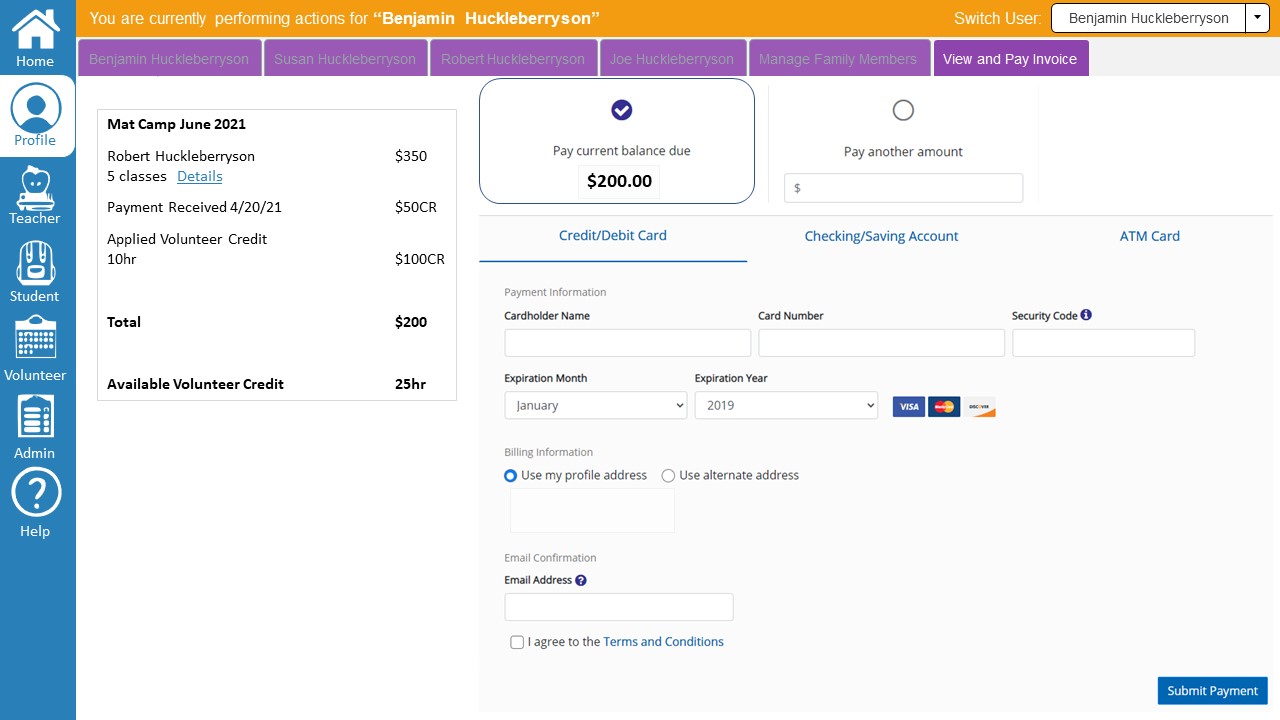 You are currently performing actions for “Benjamin Huckleberryson”
Switch User:
Benjamin Huckleberryson
Home
Profile
Teacher
Student
Volunteer
Admin
Help
Benjamin Huckleberryson
Susan Huckleberryson
Robert Huckleberryson
Joe Huckleberryson
Manage Family Members
View and Pay Invoice
Mat Camp June 2021
Robert Huckleberryson $350
5 classes Details
Payment Received 4/20/21 $50CR
Applied Volunteer Credit
10hr $100CR
Total $200
Available Volunteer Credit 25hr
Pay current balance due
$200.00
Pay another amount
$
Credit/Debit Card
Checking/Saving Account
ATM Card
Payment Information
Cardholder Name
Card Number
Security Code
Expiration Month
Expiration Year
January
2019
VISA
MasterCard
DISCOVER
Billing Information
Use my profile address
Use alternate address
Email Confirmation
Email Address ?
I agree to the Terms and Conditions
Submit Payment